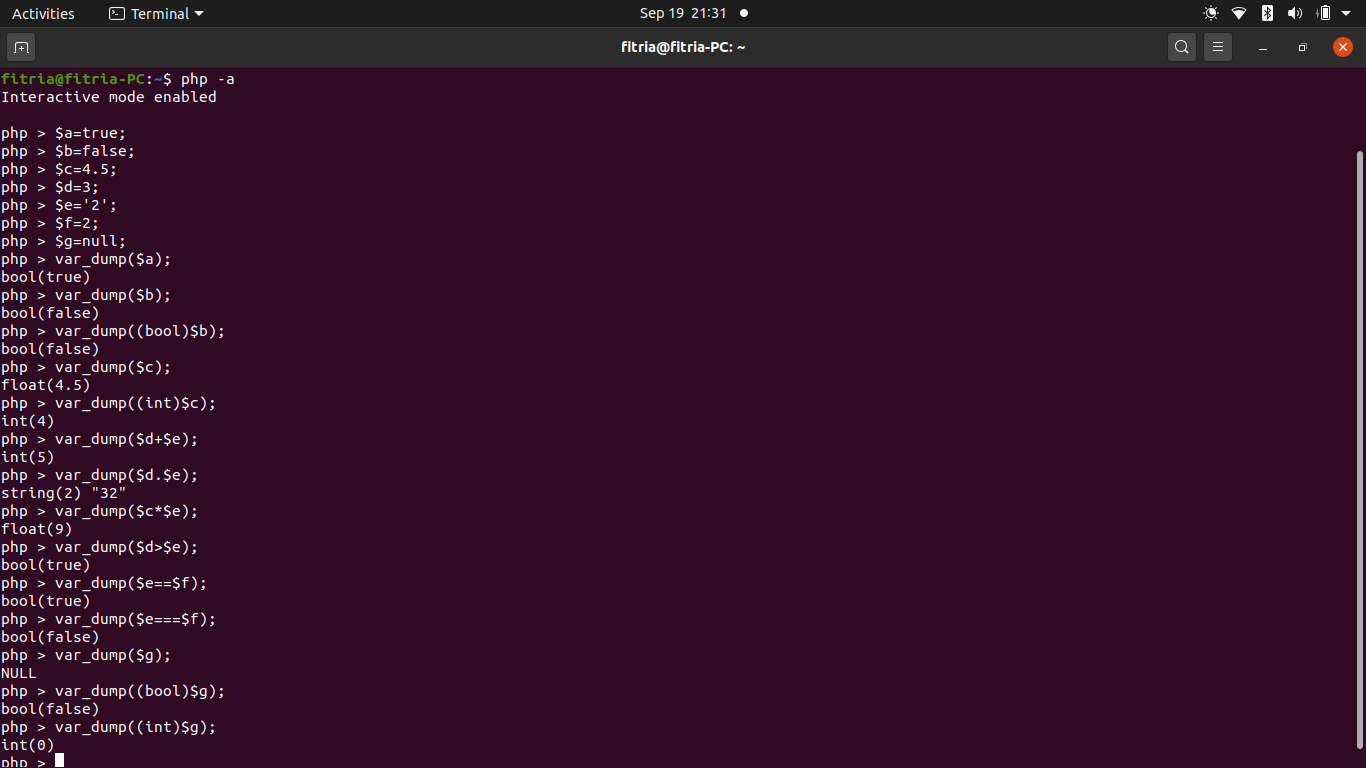 Activities Terminal Sep 19 21:31
fitria@fitria-PC: ~
fitria@fitria-PC:~$ php -a
Interactive mode enabled
php > $a=true;
php > $b=false;
php > $c=4.5;
php > $d=3;
php > $e='2';
php > $f=2;
php > $g=null;
php > var_dump($a);
bool(true)
php > var_dump($b);
bool(false)
php > var_dump((bool)$b);
bool(false)
php > var_dump($c);
float(4.5)
php > var_dump((int)$c);
int(4)
php > var_dump($d+$e);
int(5)
php > var_dump($d.$e);
string(2) "32"
php > var_dump($c*$e);
float(9)
php > var_dump($d>$e);
bool(true)
php > var_dump($e==$f);
bool(true)
php > var_dump($e===$f);
bool(false)
php > var_dump($g);
NULL
php > var_dump((bool)$g);
bool(false)
php > var_dump((int)$g);
int(0)
php >